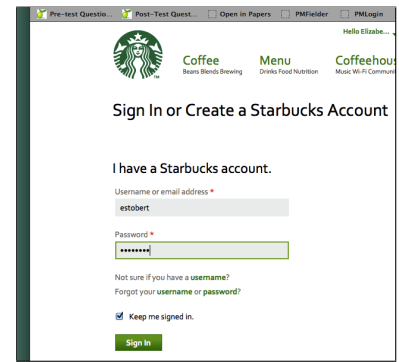 Pre-test Questio... Post-Test Quest... Open in Papers PMFielder PMLogin
Hello Elizabe...
Coffee Menu Coffeehou
Beans Blends Brewing Drinks Food Nutrition Music Wi-Fi Communi
Sign In or Create a Starbucks Account
I have a Starbucks account.
Username or email address *
estobert
Password *
••••••••
Not sure if you have a username?
Forgot your username or password?
Keep me signed in.
Sign In